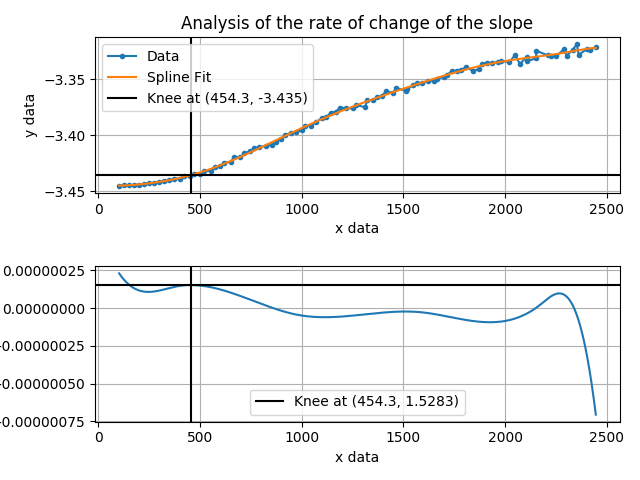 Analysis of the rate of change of the slope
Data
Spline Fit
Knee at (454.3, -3.435)
−3.35
−3.40
−3.45
y data
0 500 1000 1500 2000 2500
x data
0.00000025
0.00000000
0.00000025
0.00000050
0.00000075
Knee at (454.3, 1.5283)
0 500 1000 1500 2000 2500
x data